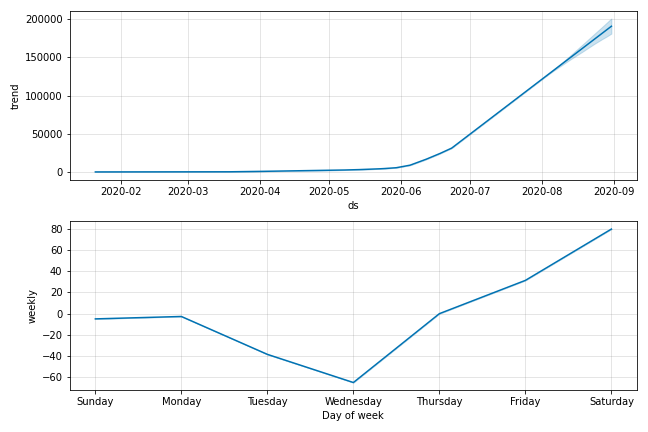 200000
150000
100000
50000
0
trend
2020-02 2020-03 2020-04 2020-05 2020-06 2020-07 2020-08 2020-09
ds
80
60
40
20
0
−20
−40
−60
weekly
Sunday Monday Tuesday Wednesday Thursday Friday Saturday
Day of week